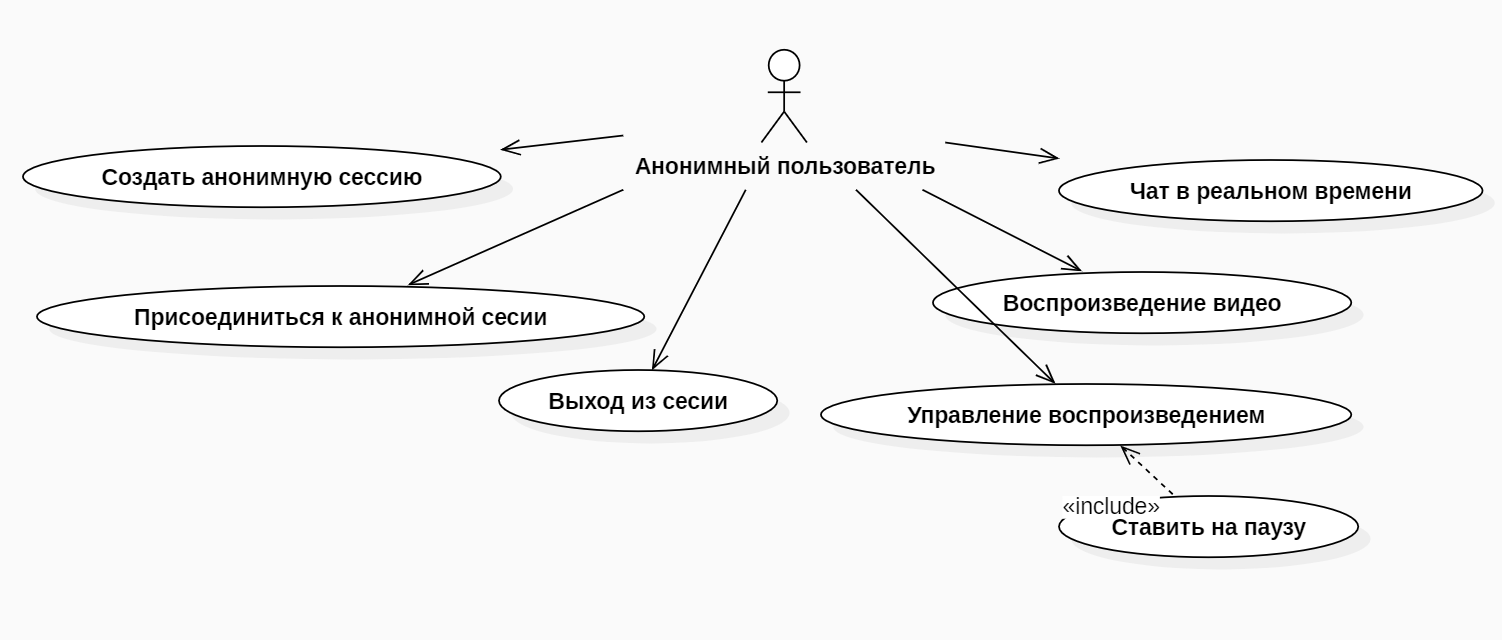 Анонимный пользователь
Создать анонимную сессию
Чат в реальном времени
Присоединиться к анонимной сесии
Воспроизведение видео
Выход из сесии
Управление воспроизведением
«include»
Ставить на паузу